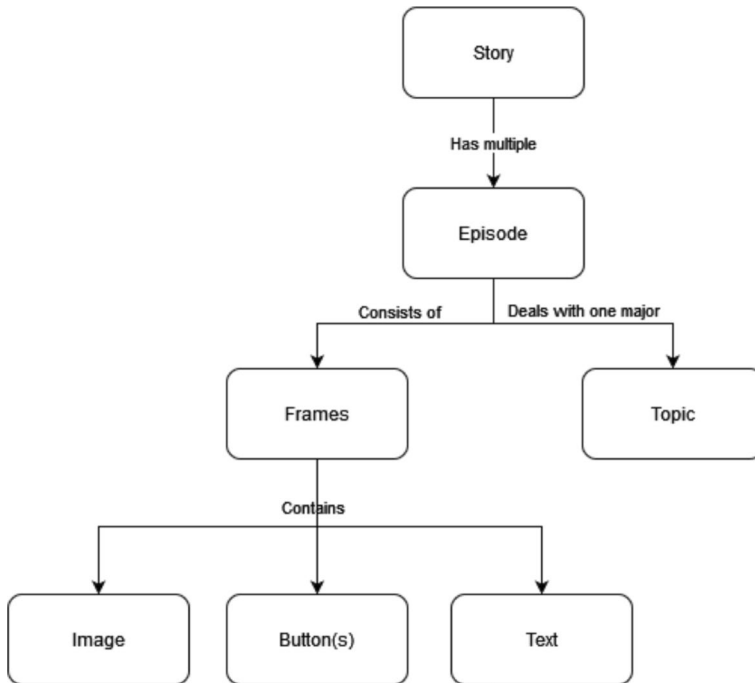 Story
Has multiple
Episode
Consists of
Deals with one major
Frames
Topic
Contains
Image
Button(s)
Text